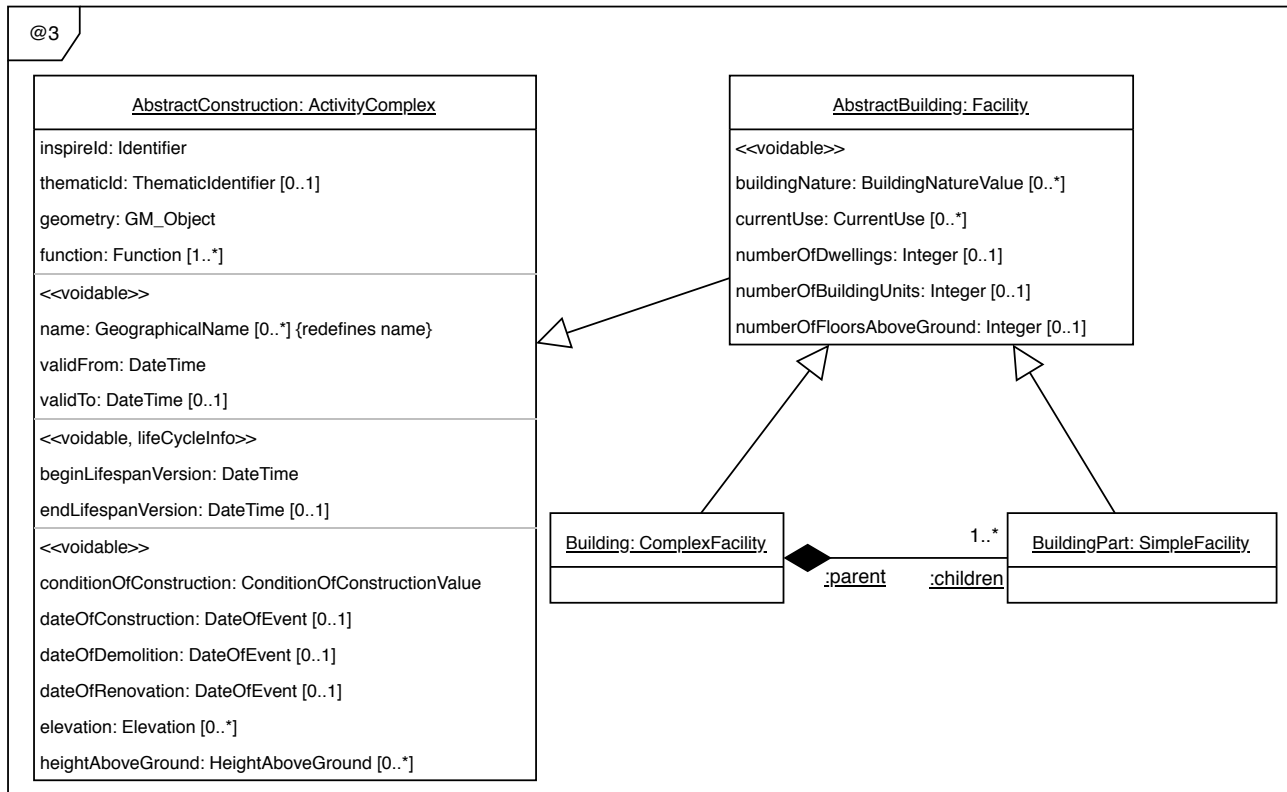 @3
AbstractConstruction: ActivityComplex
inspireId: Identifier
thematicId: ThematicIdentifier [0..1]
geometry: GM_Object
function: Function [1..*]
<<voidable>>
name: GeographicalName [0..*] {redefines name}
validFrom: DateTime
validTo: DateTime [0..1]
<<voidable, lifeCycleInfo>>
beginLifespanVersion: DateTime
endLifespanVersion: DateTime [0..1]
<<voidable>>
conditionOfConstruction: ConditionOfConstructionValue
dateOfConstruction: DateOfEvent [0..1]
dateOfDemolition: DateOfEvent [0..1]
dateOfRenovation: DateOfEvent [0..1]
elevation: Elevation [0..*]
heightAboveGround: HeightAboveGround [0..*]
AbstractBuilding: Facility
<<voidable>>
buildingNature: BuildingNatureValue [0..*]
currentUse: CurrentUse [0..*]
numberOfDwellings: Integer [0..1]
numberOfBuildingUnits: Integer [0..1]
numberOfFloorsAboveGround: Integer [0..1]
Building: ComplexFacility
:parent
1..*
:children
BuildingPart: SimpleFacility